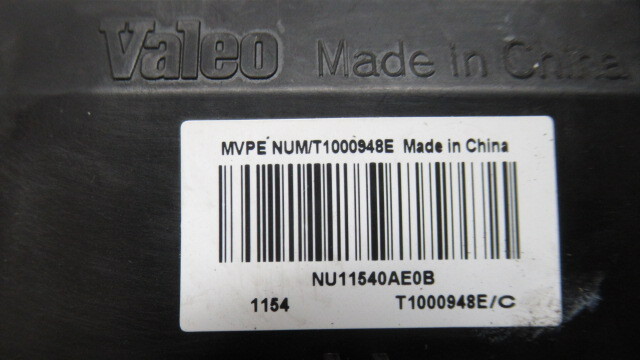 Valeo Made in China
MVPE NUM/T1000948E Made in China
NU11540AE0B
1154 T1000948E/C